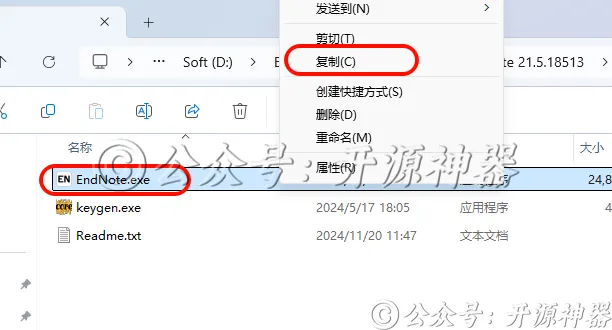 发送到(N)
剪切(T)
复制(C)
Soft (D:)
te 21.5.18513
创建快捷方式(S)
删除(D)
重命名(M)
属性(R)
名称
大小
EN EndNote.exe
24,8
keygen.exe
2024/5/17 18:05
应用程序
4
Readme.txt
2024/11/20 11:47
文本文档
©公众号：开源神器
©公众号：开源神器